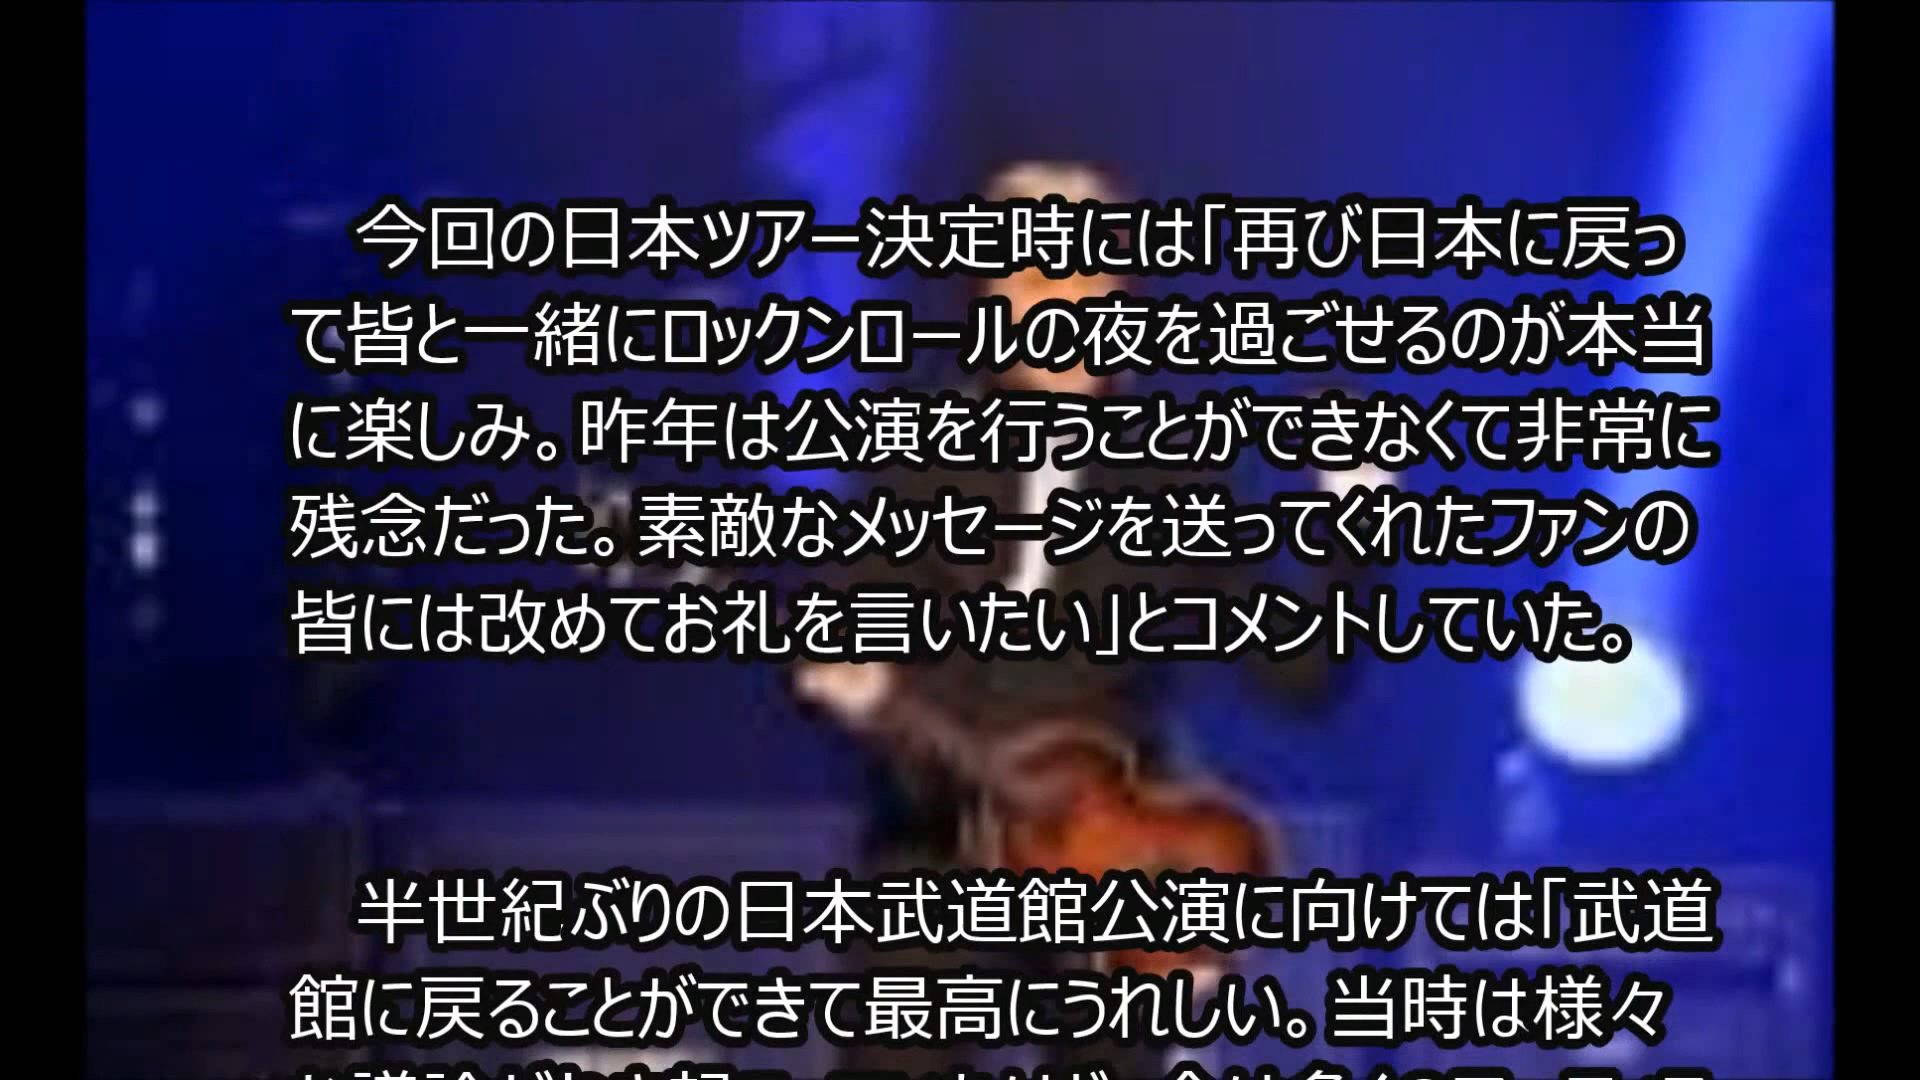 今回の日本ツアー決定時には「再び日本に戻っ
て皆と一緒にロックンロールの夜を過ごせるのが本当
に楽しみ。昨年は公演を行うことができなくて非常に
残念だった。素敵なメッセージを送ってくれたファンの
皆には改めてお礼を言いたい」とコメントしていた。
半世紀ぶりの日本武道館公演に向けては「武道
館に戻ることができて最高にうれしい。当時は様々